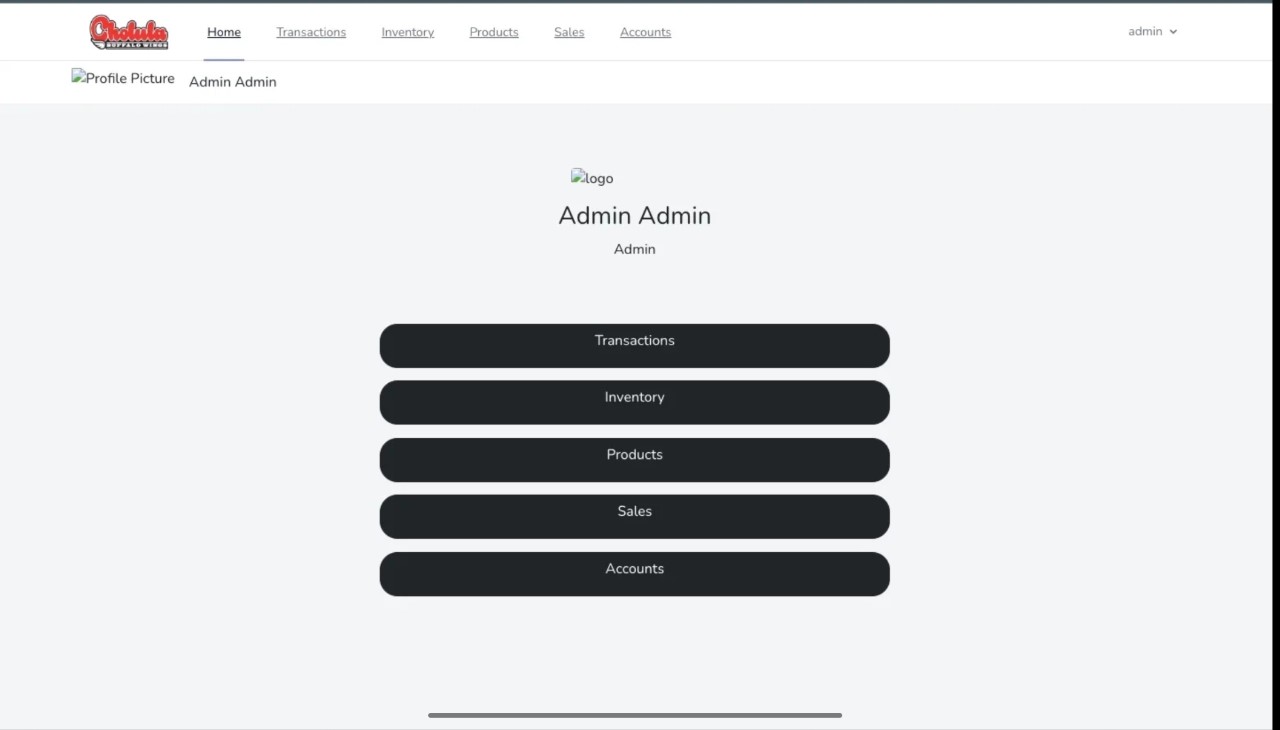 Cholula
BUFFALO WINGS
Home Transactions Inventory Products Sales Accounts admin
Profile Picture Admin Admin
logo
Admin Admin
Admin
Transactions
Inventory
Products
Sales
Accounts